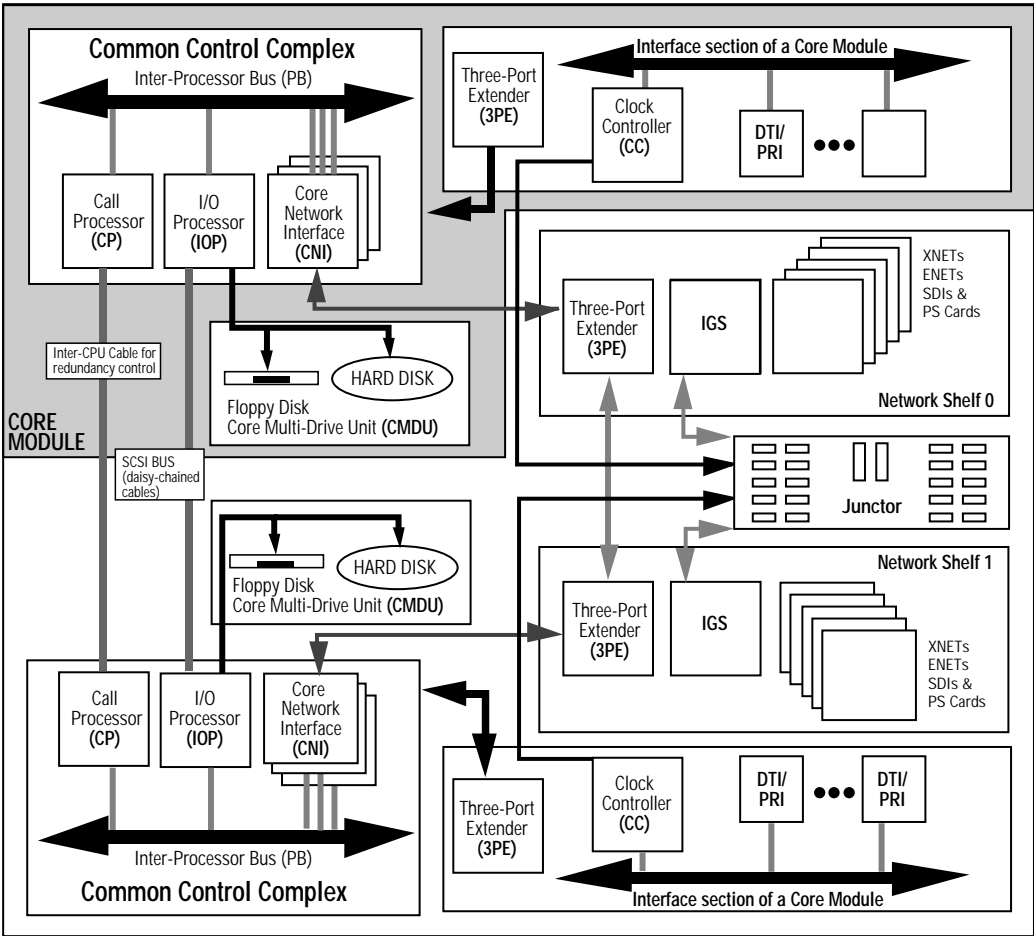 Common Control Complex
Inter-Processor Bus (PB)
Call
Processor
(CP)
I/O
Processor
(IOP)
Core
Network
Interface
(CNI)
Three-Port
Extender
(3PE)
Interface section of a Core Module
Clock
Controller
(CC)
DTI/
PRI
Three-Port
Extender
(3PE)
IGS
XNETs
ENETs
SDIs &
PS Cards
Network Shelf 0
Inter-CPU Cable for
redundancy control
HARD DISK
Floppy Disk
Core Multi-Drive Unit (CMDU)
CORE
MODULE
SCSI BUS
(daisy-chained
cables)
Junctor
HARD DISK
Floppy Disk
Core Multi-Drive Unit (CMDU)
Network Shelf 1
Three-Port
Extender
(3PE)
IGS
XNETs
ENETs
SDIs &
PS Cards
Call
Processor
(CP)
I/O
Processor
(IOP)
Core
Network
Interface
(CNI)
Inter-Processor Bus (PB)
Common Control Complex
Three-Port
Extender
(3PE)
Clock
Controller
(CC)
DTI/
PRI
DTI/
PRI
Interface section of a Core Module